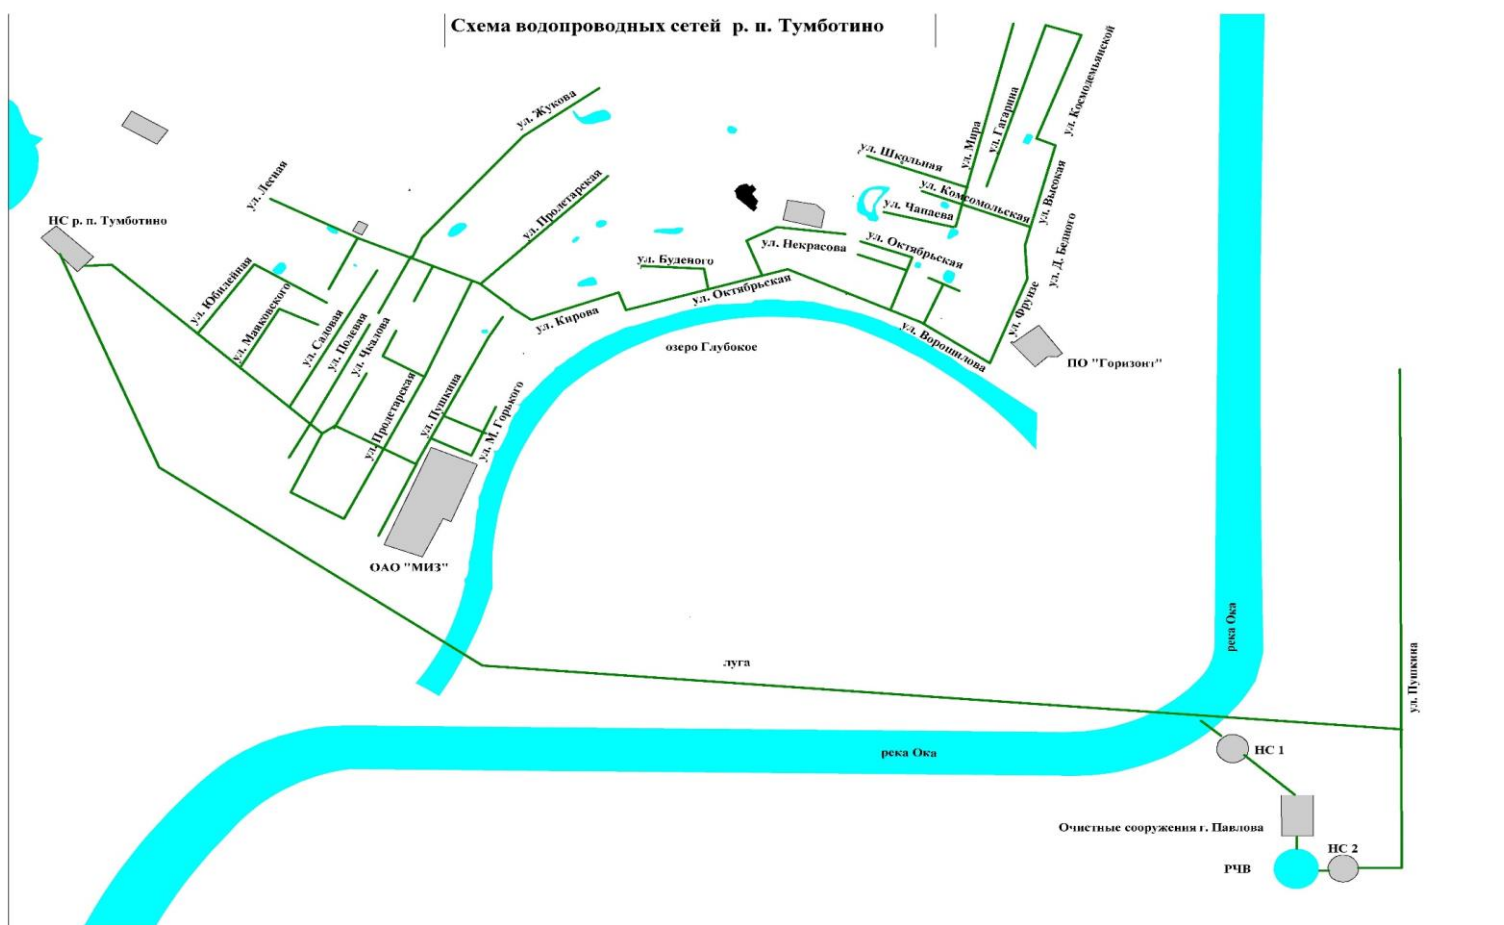 Схема водопроводных сетей р. п. Тумботино
ул. Жукова
ул. Космодемьянской
ул. Гагарина
ул. Мира
ул. Школьная
ул. Лесная
ул. Пролетарская
ул. Комсомольская
ул. Высокая
ул. Чапаева
НС р. п. Тумботино
ул. Д. Бедного
ул. Некрасова
ул. Октябрьская
ул. Буденого
ул. Юбилейная
ул. Октябрьская
ул. Маяковского
ул. Садовая
ул. Полевая
ул. Чкалова
ул. Кирова
ул. Фрунзе
ул. Ворошилова
озеро Глубокое
ПО "Горизонт"
ул. Пролетарская
ул. Пушкина
ул. М. Горького
ОАО "МИЗ"
река Ока
луга
ул. Пушкина
река Ока
НС 1
Очистные сооружения г. Павлова
НС 2
РЧВ